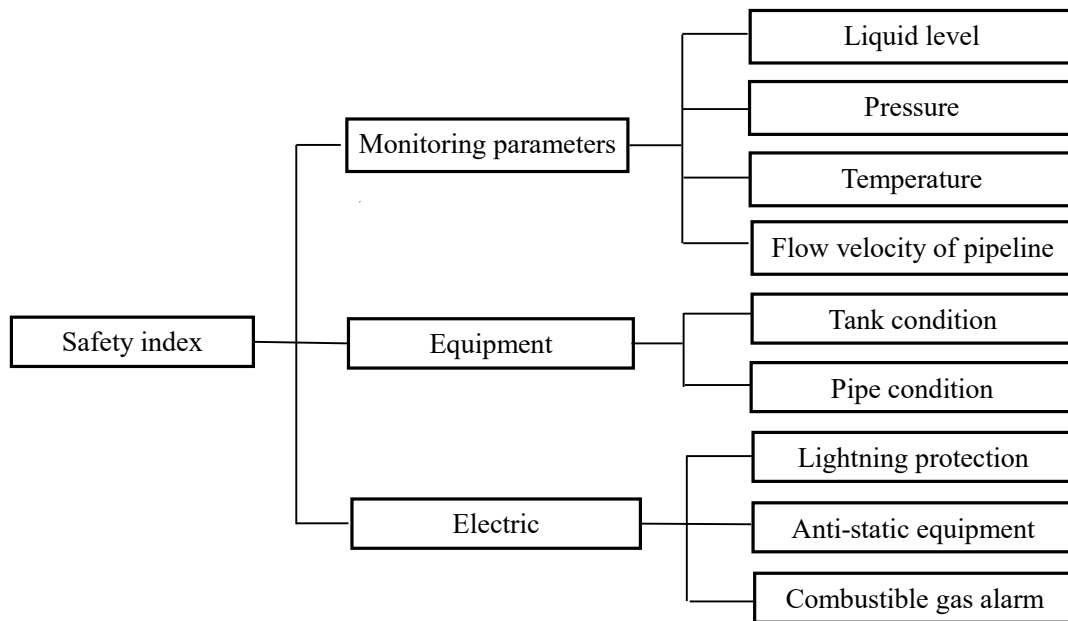 Liquid level
Pressure
Monitoring parameters
Temperature
Flow velocity of pipeline
Safety index
Equipment
Tank condition
Pipe condition
Lightning protection
Electric
Anti-static equipment
Combustible gas alarm